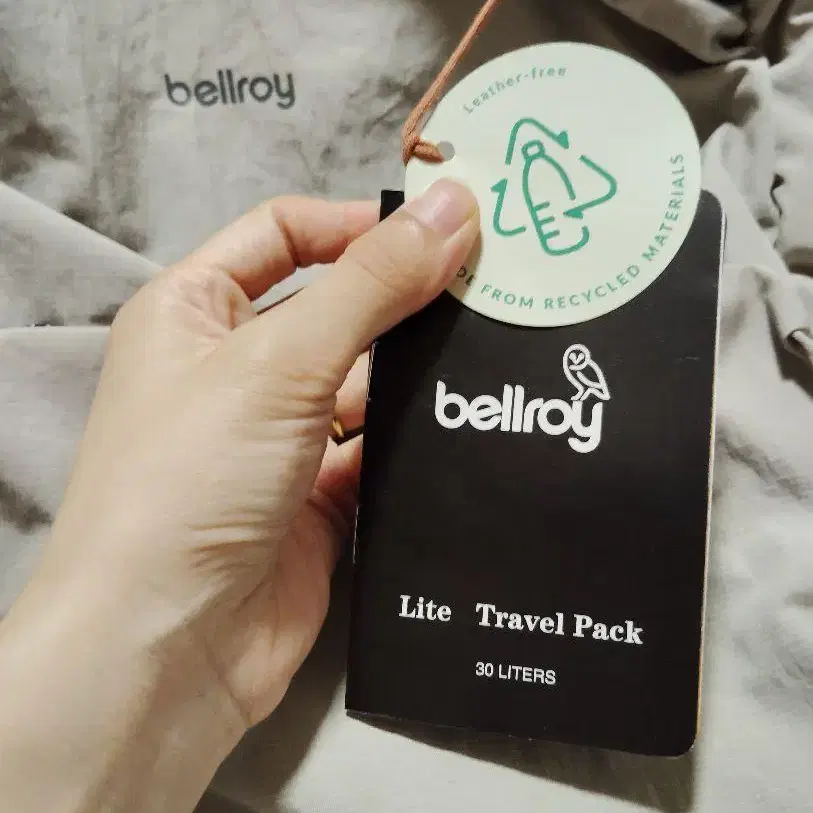 bellroy
Leather-free
FROM RECYCLED MATERIALS
bellroy
Lite Travel Pack
30 LITERS